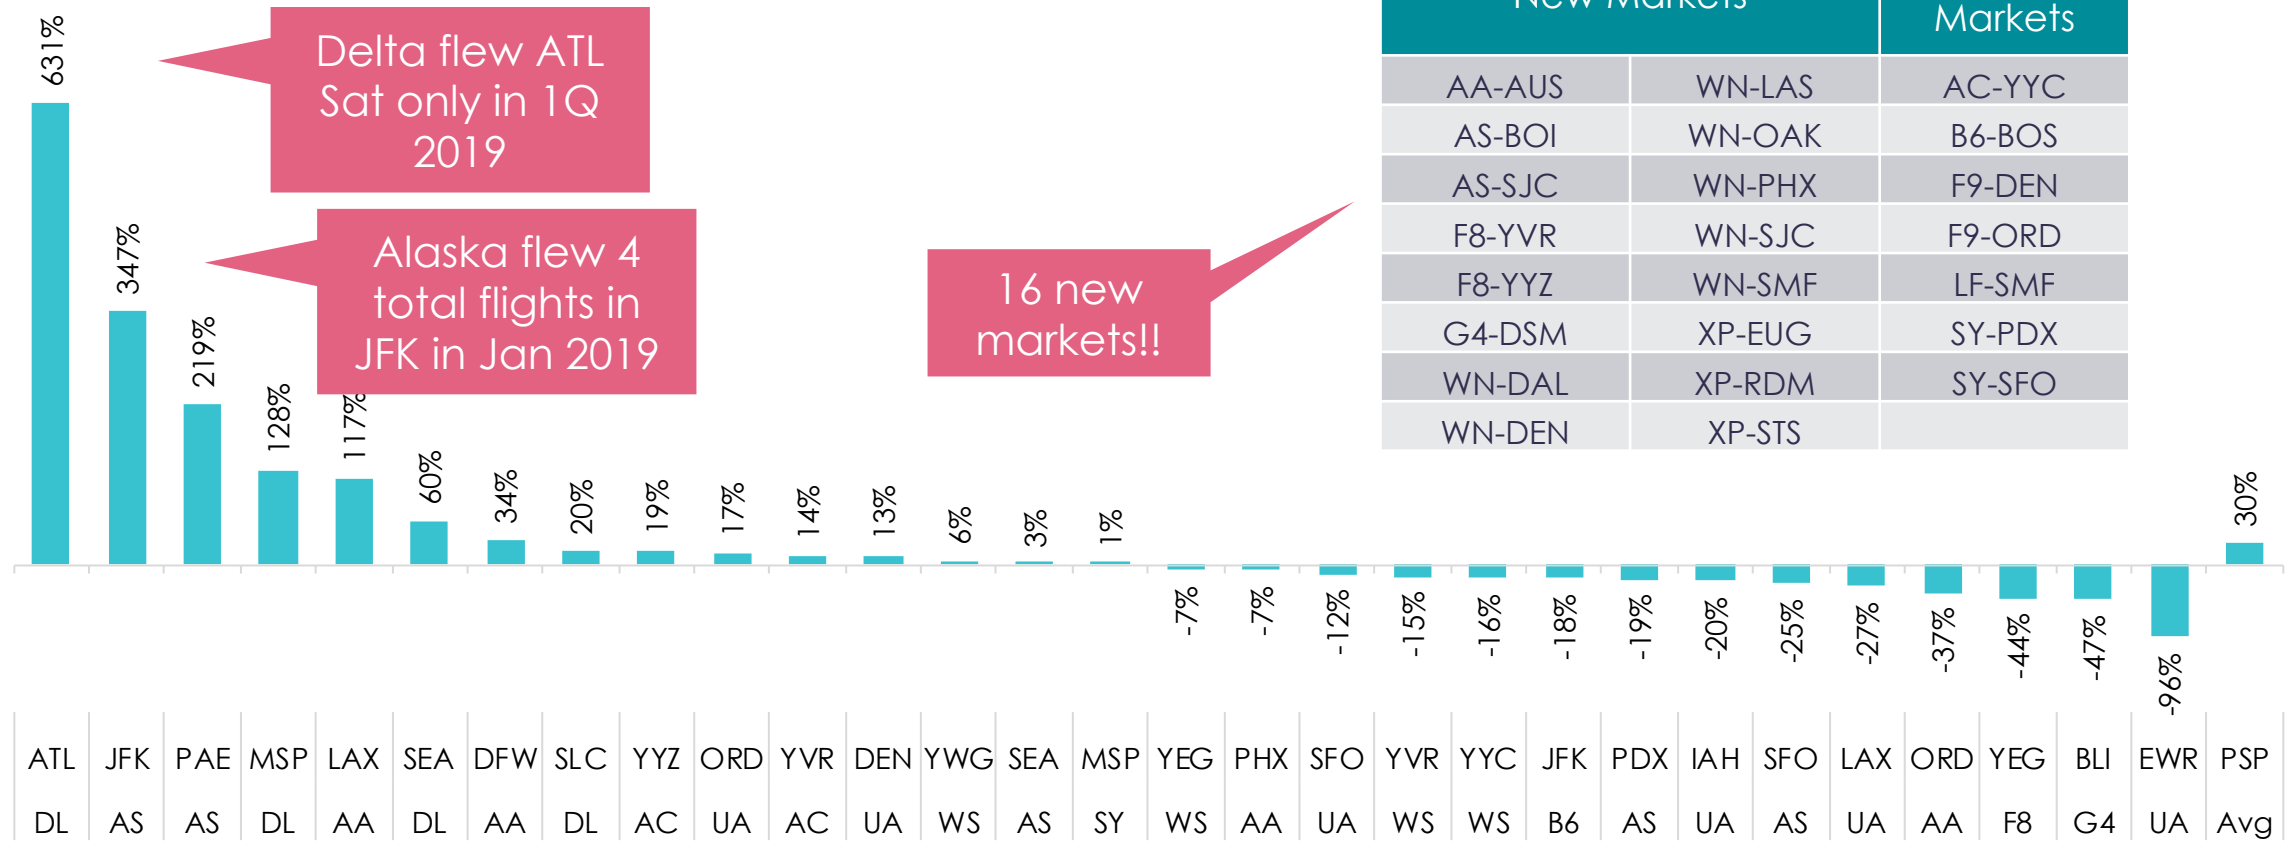 New Markets
Markets
AA-AUS WN-LAS AC-YYC
AS-BOI WN-OAK B6-BOS
AS-SJC WN-PHX F9-DEN
F8-YVR WN-SJC F9-ORD
F8-YYZ WN-SMF LF-SMF
G4-DSM XP-EUG SY-PDX
WN-DAL XP-RDM SY-SFO
WN-DEN XP-STS
Delta flew ATL
Sat only in 1Q
2019
Alaska flew 4
total flights in
JFK in Jan 2019
16 new
markets!!
631% 347% 219% 128% 117% 60% 34% 20% 19% 17% 14% 13% 6% 3% 1% -7% -7% -12% -15% -16% -18% -19% -20% -25% -27% -37% -44% -47% -96% 30%
ATL JFK PAE MSP LAX SEA DFW SLC YYZ ORD YVR DEN YWG SEA MSP YEG PHX SFO YVR YYC JFK PDX IAH SFO LAX ORD YEG BLI EWR PSP
DL AS AS DL AA DL AA DL AC UA AC UA WS AS SY WS AA UA WS WS B6 AS UA AS UA AA F8 G4 UA Avg